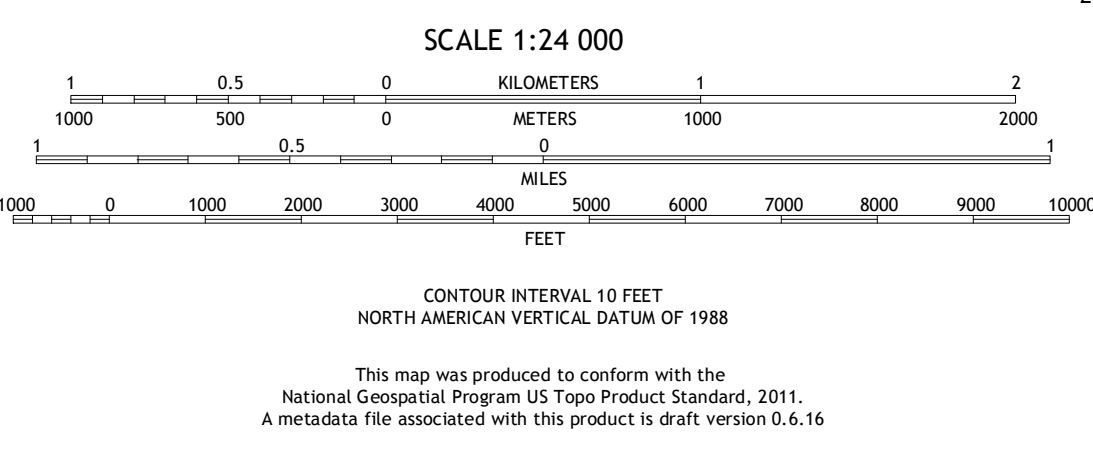 SCALE 1:24 000
1 0.5 0 KILOMETERS 1 2
1000 500 0 METERS 1000 2000
1 0.5 0 1
MILES
1000 0 1000 2000 3000 4000 5000 6000 7000 8000 9000 10000
FEET
CONTOUR INTERVAL 10 FEET
NORTH AMERICAN VERTICAL DATUM OF 1988
This map was produced to conform with the
National Geospatial Program US Topo Product Standard, 2011.
A metadata file associated with this product is draft version 0.6.16